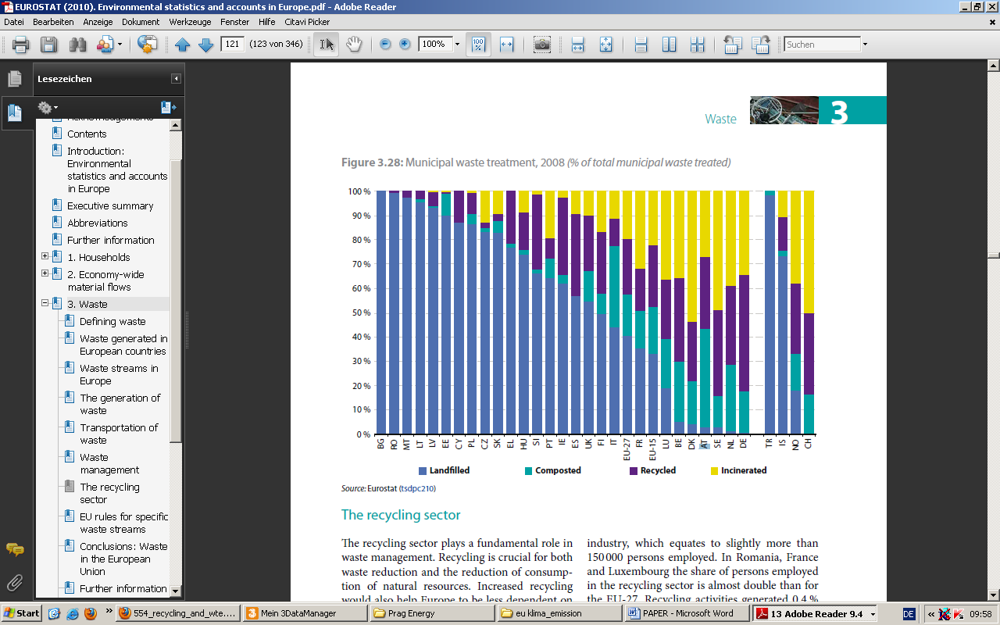 EUROSTAT (2010). Environmental statistics and accounts in Europe.pdf - Adobe Reader
Datei Bearbeiten Anzeige Dokument Werkzeuge Fenster Hilfe Citavi Picker
121 (123 von 346) 100% Suchen
Lesezeichen
Acknowledgements
Contents
Introduction:
Environmental
statistics and accounts
in Europe
Executive summary
Abbreviations
Further information
1. Households
2. Economy-wide
material flows
3. Waste
Defining waste
Waste generated in
European countries
Waste streams in
Europe
The generation of
waste
Transportation of
waste
Waste
management
The recycling
sector
EU rules for specific
waste streams
Conclusions: Waste
in the European
Union
Further information
Waste 3
Figure 3.28: Municipal waste treatment, 2008 (% of total municipal waste treated)
100 %
90 %
80 %
70 %
60 %
50 %
40 %
30 %
20 %
10 %
0 %
BG RO MT LT LV EE CY PL CZ SK EL HU SI PT IE ES UK FI IT EU-27 FR EU-15 LU BE DK AT SE NL DE TR IS NO CH
Landfilled Composted Recycled Incinerated
Source: Eurostat (tsdpc210)
The recycling sector
The recycling sector plays a fundamental role in
waste management. Recycling is crucial for both
waste reduction and the reduction of consump-
tion of natural resources. Increased recycling
would also help Europe to be less dependent on
industry, which equates to slightly more than
150 000 persons employed. In Romania, France
and Luxembourg the share of persons employed
in the recycling sector is almost double than for
the EU-27. Recycling activities generated 0.4 %
Start 554_recycling_and_wte.... Mein 3DataManager Prag Energy eu klima_emission PAPER - Microsoft Word 13 Adobe Reader 9.4 DE 09:58